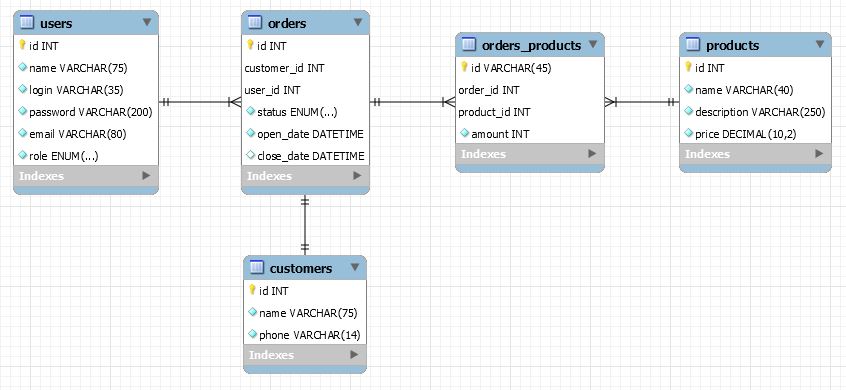 users
id INT
name VARCHAR(75)
login VARCHAR(35)
password VARCHAR(200)
email VARCHAR(80)
role ENUM(...)
Indexes
orders
id INT
customer_id INT
user_id INT
status ENUM(...)
open_date DATETIME
close_date DATETIME
Indexes
orders_products
id VARCHAR(45)
order_id INT
product_id INT
amount INT
Indexes
products
id INT
name VARCHAR(40)
description VARCHAR(250)
price DECIMAL(10,2)
Indexes
customers
id INT
name VARCHAR(75)
phone VARCHAR(14)
Indexes